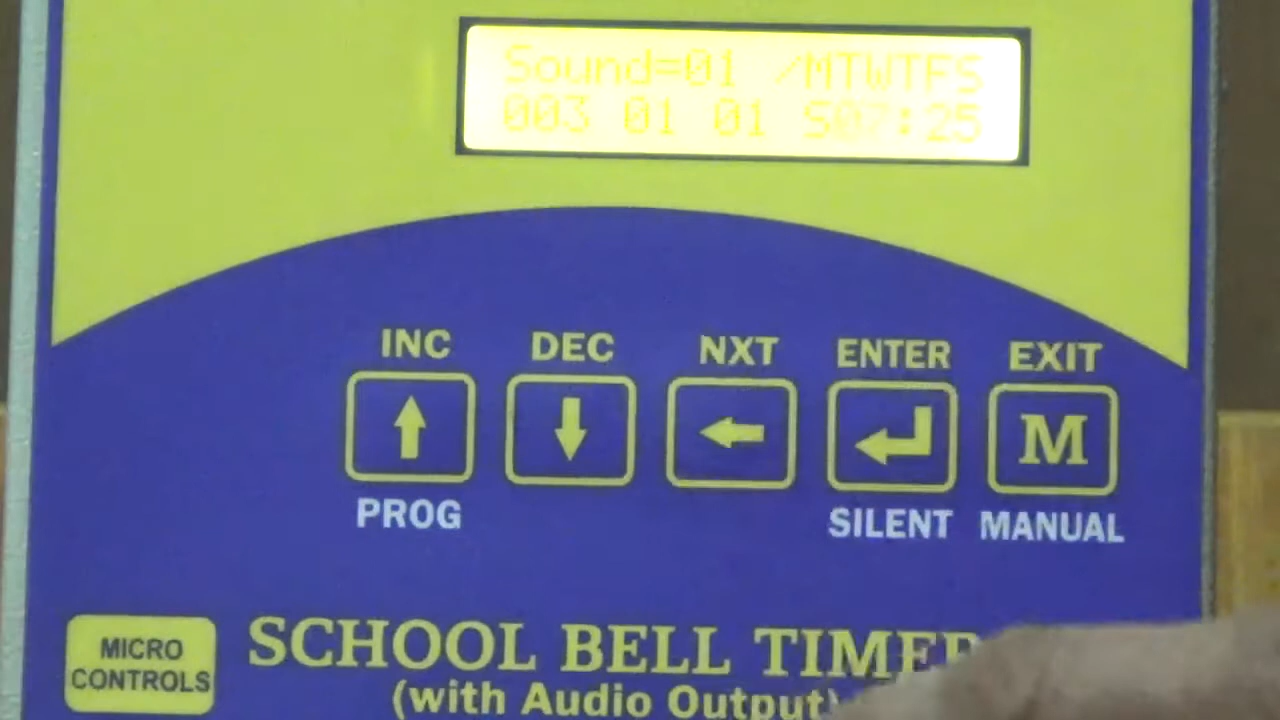 Sound=01 /MTWTFS
003 01 01 S07:25
INC DEC NXT ENTER EXIT
M
PROG SILENT MANUAL
MICRO
CONTROLS
SCHOOL BELL TIMER
(with Audio Output)